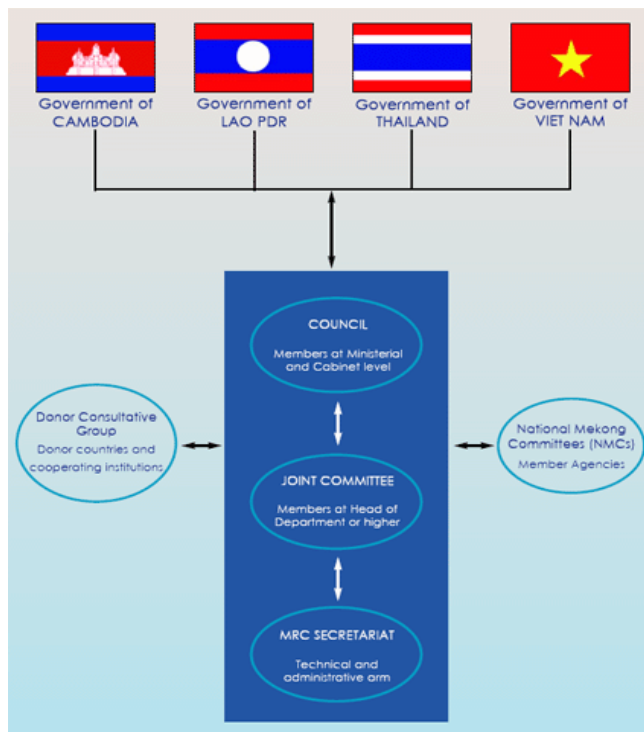 Government of
CAMBODIA
Government of
LAO PDR
Government of
THAILAND
Government of
VIET NAM
COUNCIL
Members at Ministerial
and Cabinet level
Donor Consultative
Group
Donor countries and
cooperating institutions
National Mekong
Committees (NMCs)
Member Agencies
JOINT COMMITTEE
Members at Head of
Department or higher
MRC SECRETARIAT
Technical and
administrative arm